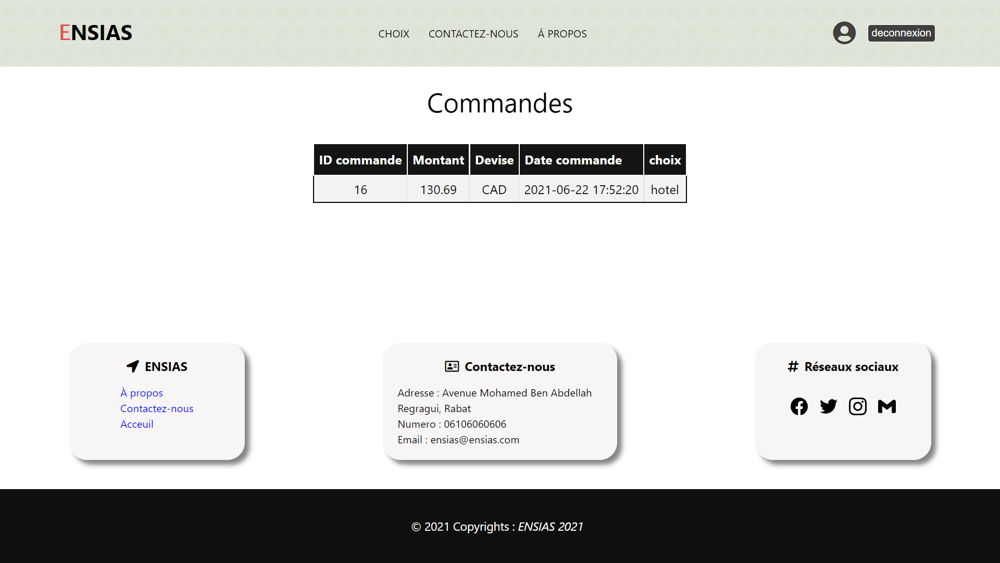 ENSIAS
CHOIX CONTACTEZ-NOUS Á PROPOS
deconnexion
Commandes
ID commande Montant Devise Date commande choix
16 130.69 CAD 2021-06-22 17:52:20 hotel
ENSIAS
À propos
Contactez-nous
Acceuil
Contactez-nous
Adresse : Avenue Mohamed Ben Abdellah
Regragui, Rabat
Numero : 06106060606
Email : ensias@ensias.com
# Réseaux sociaux
© 2021 Copyrights : ENSIAS 2021